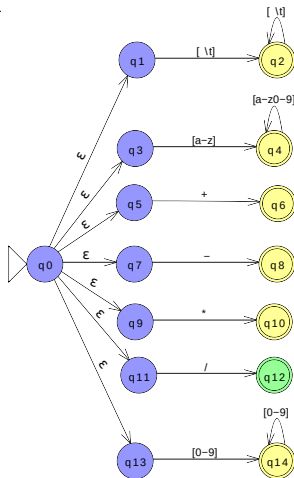 [ \t]
q1 [ \t] q2
ε
[a-z0-9]
q3 [a-z] q4
ε
q5 + q6
ε
q0 ε q7 - q8
ε
q9 * q10
ε
q11 / q12
ε
[0-9]
q13 [0-9] q14